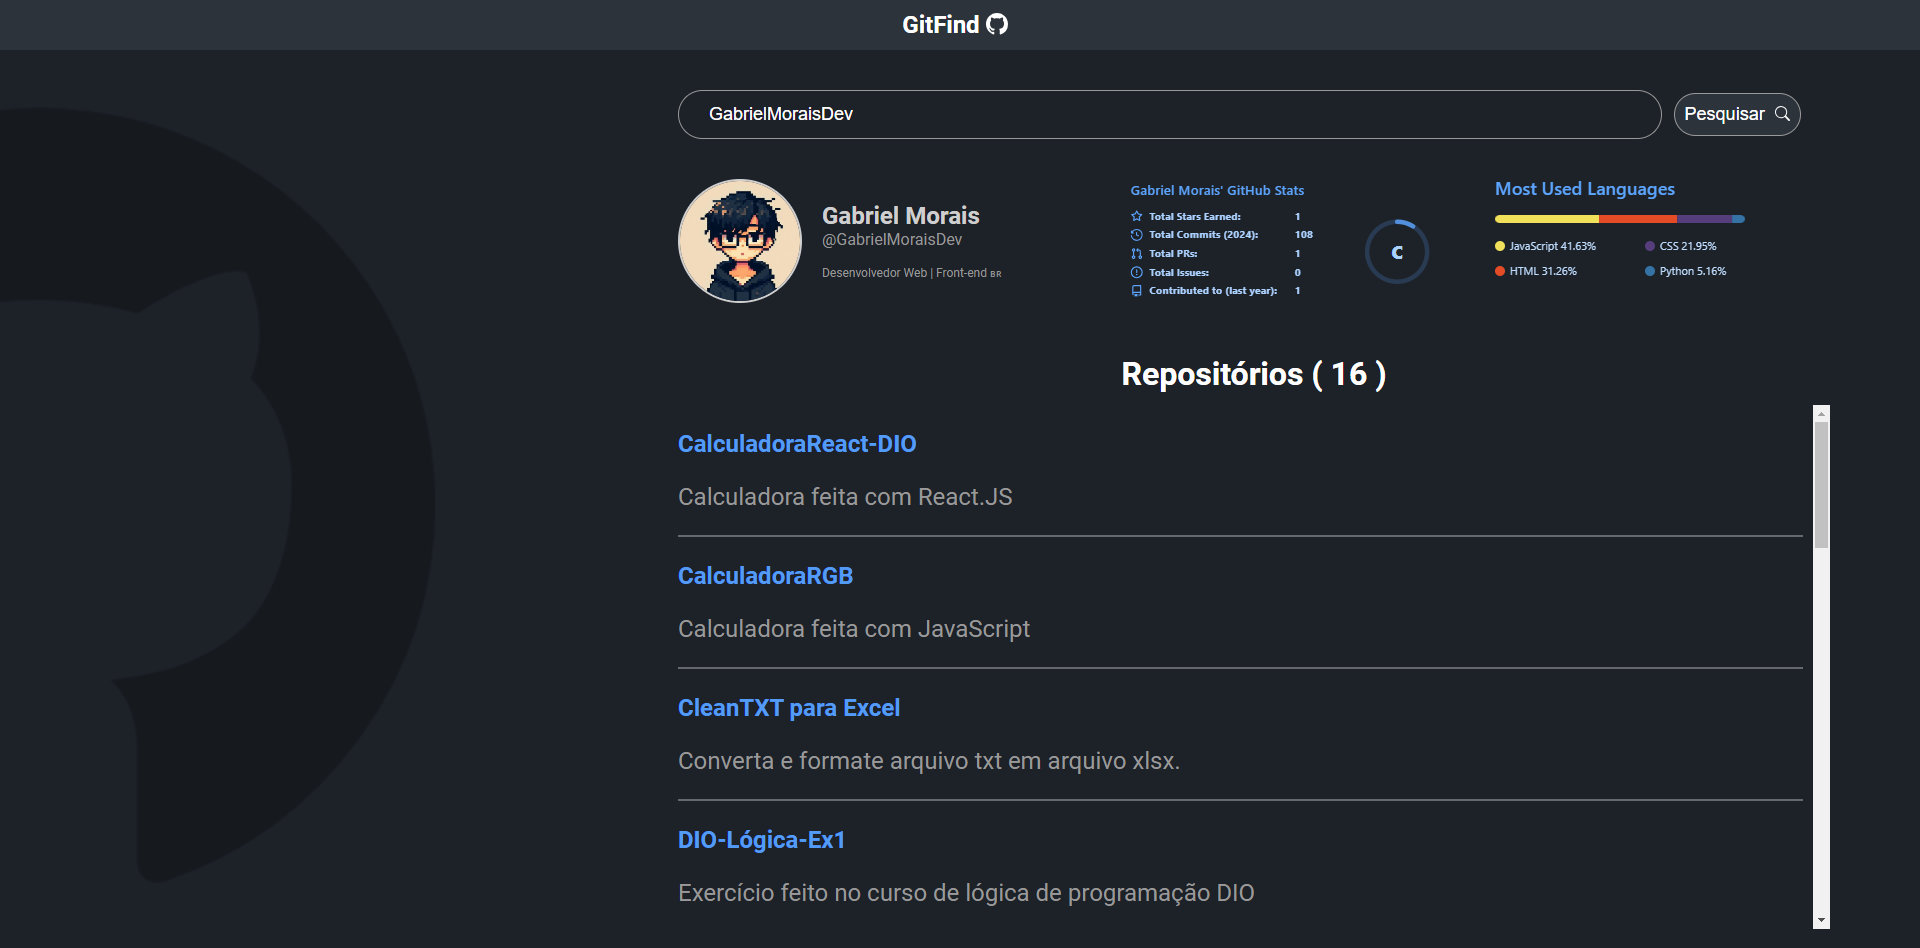 GitFind
GabrielMoraisDev
Pesquisar
Gabriel Morais
@GabrielMoraisDev
Desenvolvedor Web | Front-end BR
Gabriel Morais' GitHub Stats
Total Stars Earned: 1
Total Commits (2024): 108
Total PRs: 1
Total Issues: 0
Contributed to (last year): 1
C
Most Used Languages
JavaScript 41.63%
CSS 21.95%
HTML 31.26%
Python 5.16%
Repositórios ( 16 )
CalculadoraReact-DIO
Calculadora feita com React.JS
CalculadoraRGB
Calculadora feita com JavaScript
CleanTXT para Excel
Converta e formate arquivo txt em arquivo xlsx.
DIO-Lógica-Ex1
Exercício feito no curso de lógica de programação DIO